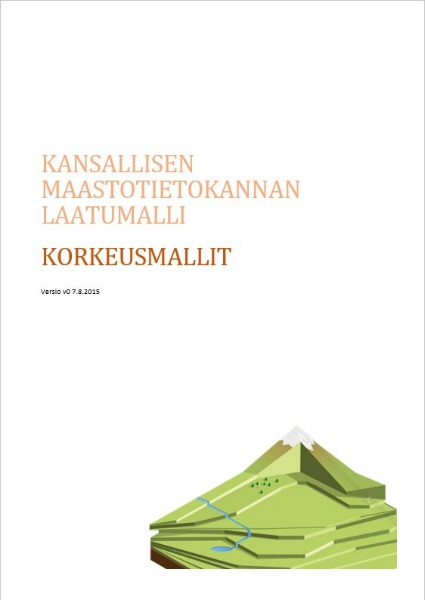 KANSALLISEN
MAASTOTIETOKANNAN
LAATUMALLI
KORKEUSMALLIT
Versio v0 7.8.2015